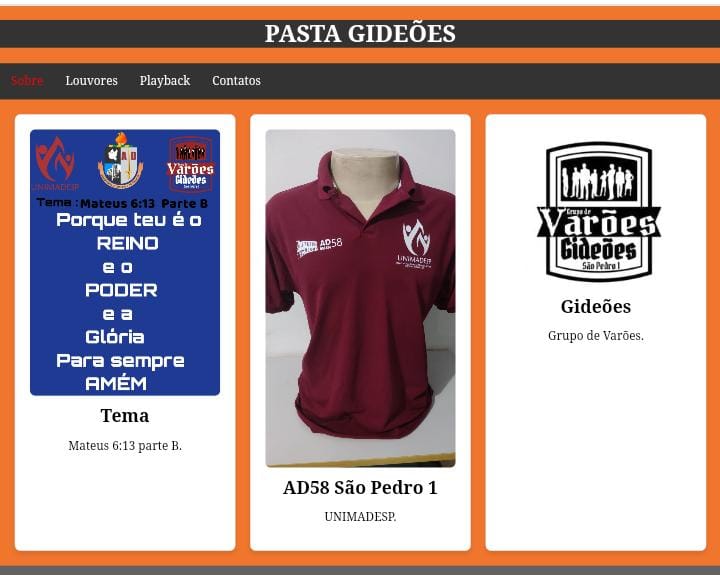 PASTA GIDEÕES
Sobre
Louvores
Playback
Contatos
UNIMADESP
A D
Varões
Gideões
Tema : Mateus 6:13 Parte B
Porque teu é o
REINO
e o
PODER
e a
Glória
Para sempre
AMÉM
Tema
Mateus 6:13 parte B.
AD58
UNIMADESP
AD58 São Pedro 1
UNIMADESP.
Grupo de
Varões
Gideões
São Pedro I
Gideões
Grupo de Varões.